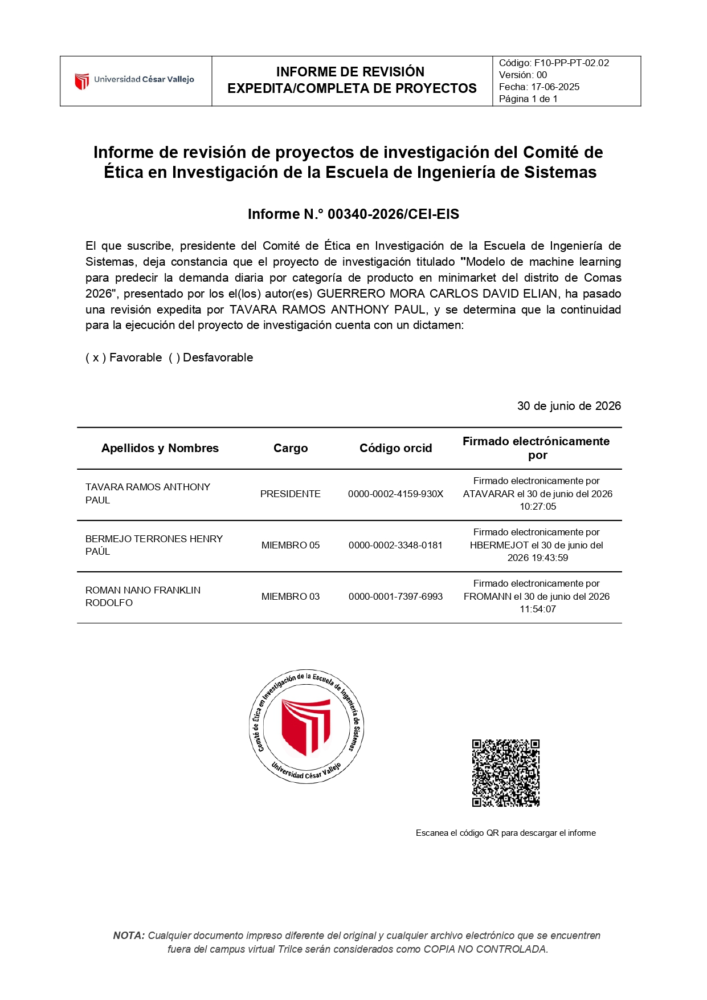 Universidad César Vallejo
INFORME DE REVISIÓN
EXPEDITA/COMPLETA DE PROYECTOS
Código: F10-PP-PT-02.02
Versión: 00
Fecha: 17-06-2025
Página 1 de 1
Informe de revisión de proyectos de investigación del Comité de
Ética en Investigación de la Escuela de Ingeniería de Sistemas
Informe N.° 00340-2026/CEI-EIS
El que suscribe, presidente del Comité de Ética en Investigación de la Escuela de Ingeniería de
Sistemas, deja constancia que el proyecto de investigación titulado "Modelo de machine learning
para predecir la demanda diaria por categoría de producto en minimarket del distrito de Comas
2026", presentado por los el(los) autor(es) GUERRERO MORA CARLOS DAVID ELIAN, ha pasado
una revisión expedita por TAVARA RAMOS ANTHONY PAUL, y se determina que la continuidad
para la ejecución del proyecto de investigación cuenta con un dictamen:
( x ) Favorable ( ) Desfavorable
30 de junio de 2026
Apellidos y Nombres
Cargo
Código orcid
Firmado electrónicamente
por
TAVARA RAMOS ANTHONY
PAUL
PRESIDENTE
0000-0002-4159-930X
Firmado electronicamente por
ATAVARAR el 30 de junio del 2026
10:27:05
BERMEJO TERRONES HENRY
PAÚL
MIEMBRO 05
0000-0002-3348-0181
Firmado electronicamente por
HBERMEJOT el 30 de junio del
2026 19:43:59
ROMAN NANO FRANKLIN
RODOLFO
MIEMBRO 03
0000-0001-7397-6993
Firmado electronicamente por
FROMANN el 30 de junio del 2026
11:54:07
Comité de Ética en Investigación de la Escuela de Ingeniería de Sistemas
Universidad César Vallejo
Escanea el código QR para descargar el informe
NOTA: Cualquier documento impreso diferente del original y cualquier archivo electrónico que se encuentren
fuera del campus virtual Trilce serán considerados como COPIA NO CONTROLADA.